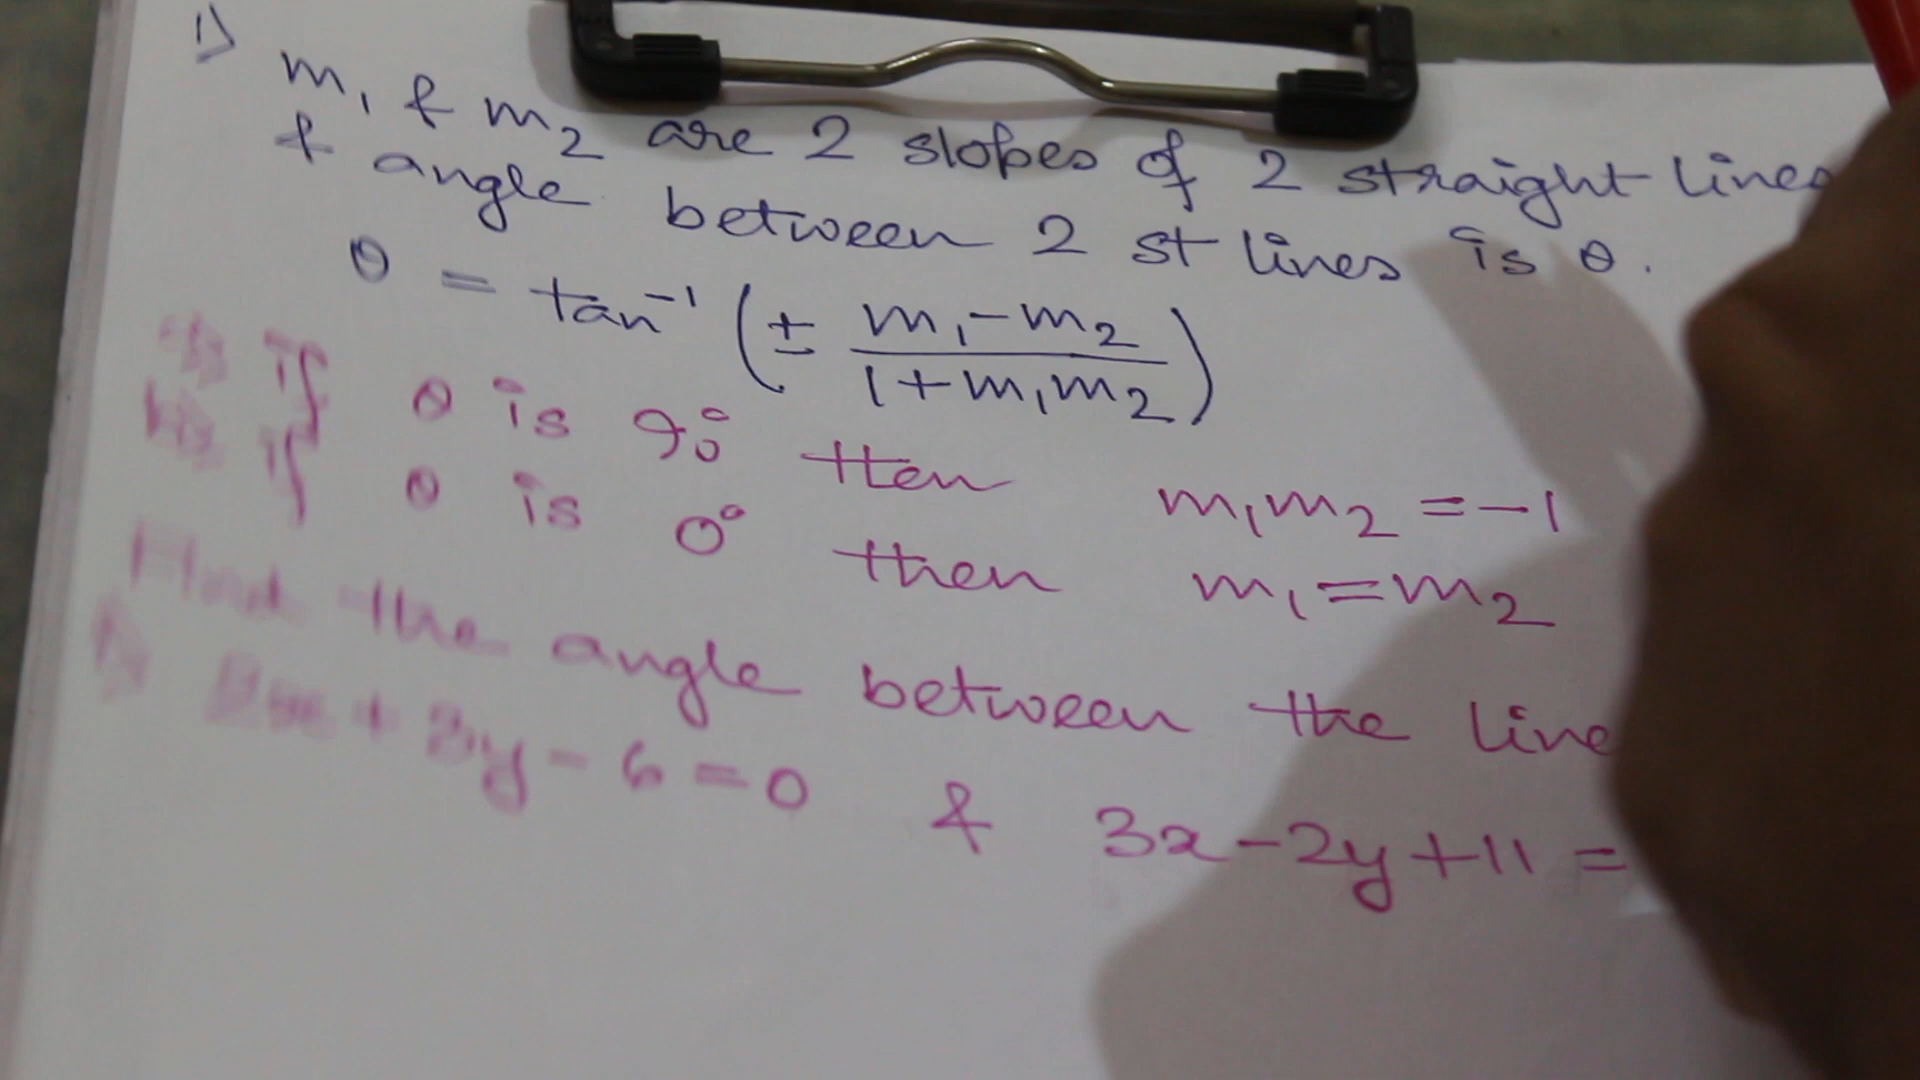 1)
m₁ & m₂ are 2 slopes of 2 straight lines
& angle between 2 st lines is θ.
θ = tan⁻¹ (± (m₁-m₂)/(1+m₁m₂))
If θ is 90° then m₁m₂ = -1
If θ is 0° then m₁ = m₂
Find the angle between the line
+ 3y - 6 = 0 & 3x - 2y + 11 =